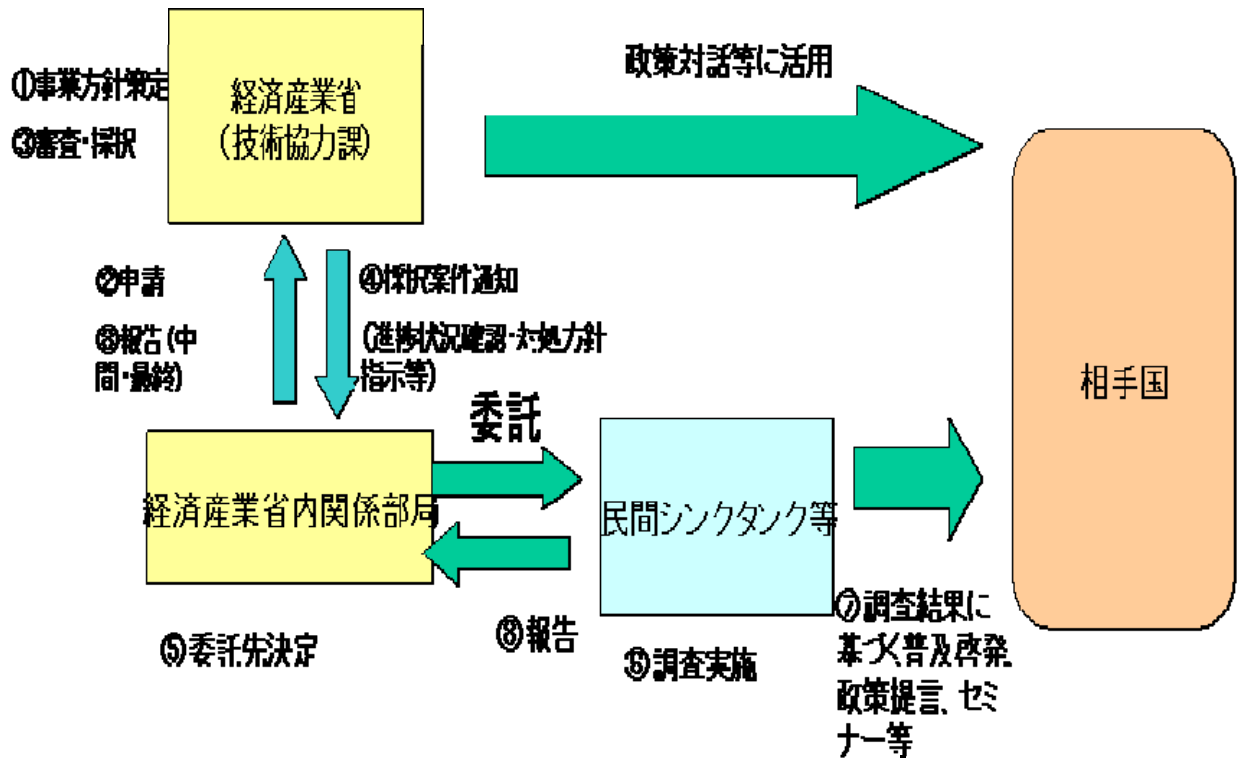 ①事業方針策定
③審査・採択
経済産業省
(技術協力課)
政策対話等に活用
②申請
⑧報告(中
間・最終)
④採択案件通知
(進捗状況確認・対処方針
指示等)
委託
相手国
経済産業省内関係部局
民間シンクタンク等
⑤委託先決定
⑧報告
⑥調査実施
⑦調査結果に
基づく普及啓発、
政策提言、セミ
ナー等